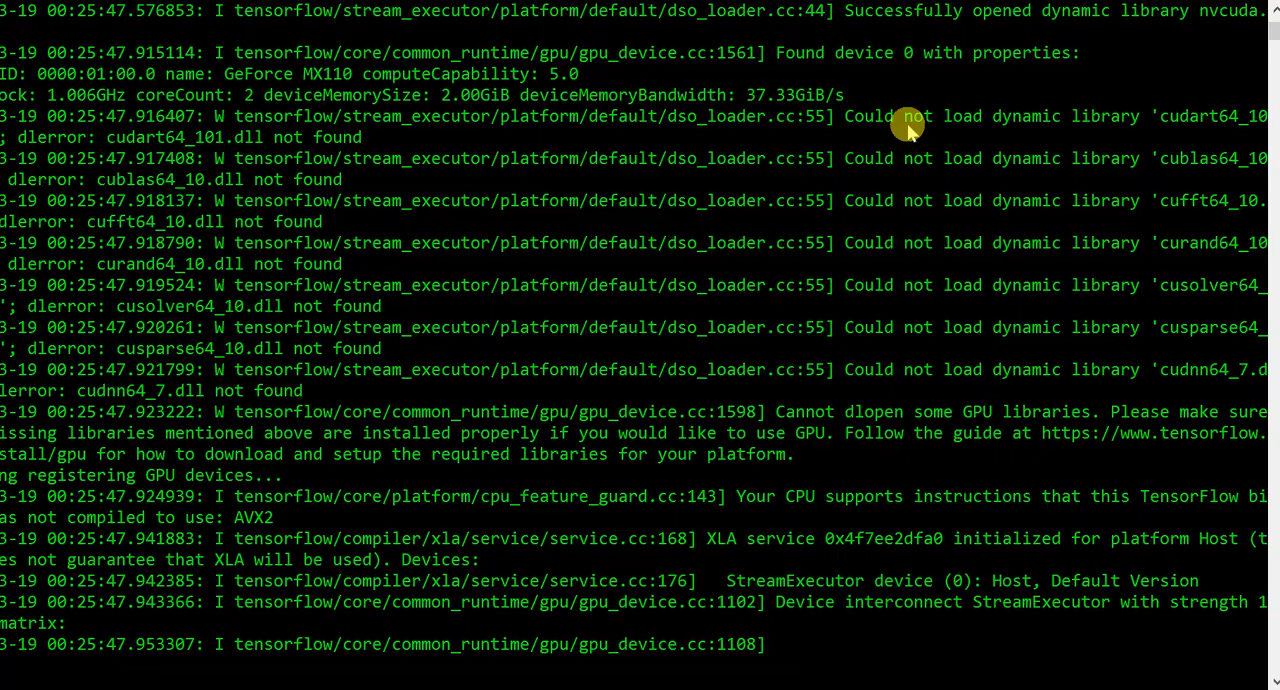 3-19 00:25:47.576853: I tensorflow/stream_executor/platform/default/dso_loader.cc:44] Successfully opened dynamic library nvcuda.
3-19 00:25:47.915114: I tensorflow/core/common_runtime/gpu/gpu_device.cc:1561] Found device 0 with properties:
ID: 0000:01:00.0 name: GeForce MX110 computeCapability: 5.0
ock: 1.006GHz coreCount: 2 deviceMemorySize: 2.00GiB deviceMemoryBandwidth: 37.33GiB/s
3-19 00:25:47.916407: W tensorflow/stream_executor/platform/default/dso_loader.cc:55] Could not load dynamic library 'cudart64_10
; dlerror: cudart64_101.dll not found
3-19 00:25:47.917408: W tensorflow/stream_executor/platform/default/dso_loader.cc:55] Could not load dynamic library 'cublas64_10
dlerror: cublas64_10.dll not found
3-19 00:25:47.918137: W tensorflow/stream_executor/platform/default/dso_loader.cc:55] Could not load dynamic library 'cufft64_10.
dlerror: cufft64_10.dll not found
3-19 00:25:47.918790: W tensorflow/stream_executor/platform/default/dso_loader.cc:55] Could not load dynamic library 'curand64_10
dlerror: curand64_10.dll not found
3-19 00:25:47.919524: W tensorflow/stream_executor/platform/default/dso_loader.cc:55] Could not load dynamic library 'cusolver64_
'; dlerror: cusolver64_10.dll not found
3-19 00:25:47.920261: W tensorflow/stream_executor/platform/default/dso_loader.cc:55] Could not load dynamic library 'cusparse64_
'; dlerror: cusparse64_10.dll not found
3-19 00:25:47.921799: W tensorflow/stream_executor/platform/default/dso_loader.cc:55] Could not load dynamic library 'cudnn64_7.d
lerror: cudnn64_7.dll not found
3-19 00:25:47.923222: W tensorflow/core/common_runtime/gpu/gpu_device.cc:1598] Cannot dlopen some GPU libraries. Please make sure
issing libraries mentioned above are installed properly if you would like to use GPU. Follow the guide at https://www.tensorflow.
stall/gpu for how to download and setup the required libraries for your platform.
ng registering GPU devices...
3-19 00:25:47.924939: I tensorflow/core/platform/cpu_feature_guard.cc:143] Your CPU supports instructions that this TensorFlow bi
as not compiled to use: AVX2
3-19 00:25:47.941883: I tensorflow/compiler/xla/service/service.cc:168] XLA service 0x4f7ee2dfa0 initialized for platform Host (t
es not guarantee that XLA will be used). Devices:
3-19 00:25:47.942385: I tensorflow/compiler/xla/service/service.cc:176]   StreamExecutor device (0): Host, Default Version
3-19 00:25:47.943366: I tensorflow/core/common_runtime/gpu/gpu_device.cc:1102] Device interconnect StreamExecutor with strength 1
matrix:
3-19 00:25:47.953307: I tensorflow/core/common_runtime/gpu/gpu_device.cc:1108]